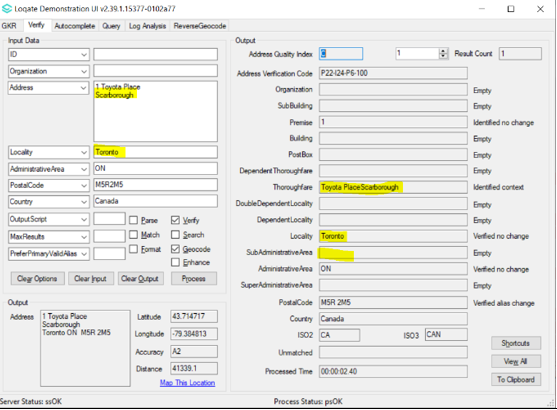 Loqate Demonstration UI v2.39.1.15377-0102a77
GKR Verify Autocomplete Query Log Analysis ReverseGeocode
Input Data
ID
Organization
Address 1 Toyota Place
Scarborough
Locality Toronto
AdministrativeArea ON
PostalCode M5R2M5
Country Canada
OutputScript Parse Verify
MaxResults Match Search
PreferPrimaryValidAlias Format Geocode
Enhance
Clear Options Clear Input Clear Output Process
Output
Address 1 Toyota Place
Scarborough
Toronto ON M5R 2M5
Latitude 43.714717
Longitude -79.384813
Accuracy A2
Distance 41339.1
Map This Location
Output
Address Quality Index C 1 Result Count 1
Address Verification Code P22-I24-P6-100
Organization Empty
SubBuilding Empty
Premise 1 Identified no change
Building Empty
PostBox Empty
DependentThoroughfare Empty
Thoroughfare Toyota PlaceScarborough Identified context
DoubleDependentLocality Empty
DependentLocality Empty
Locality Toronto Verified no change
SubAdministrativeArea Empty
AdministrativeArea ON Verified no change
SuperAdministrativeArea Empty
PostalCode M5R 2M5 Verified alias change
Country Canada
ISO2 CA ISO3 CAN
Unmatched
Processed Time 00:00:02.40
Shortcuts
View All
To Clipboard
Server Status: ssOK Process Status: psOK